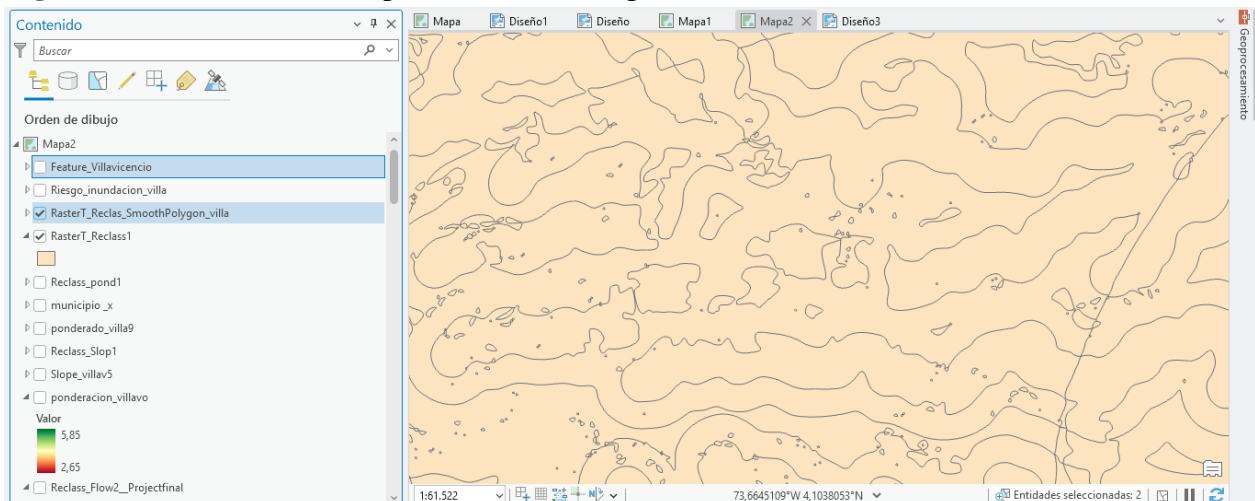 Contenido
Buscar
Orden de dibujo
Mapa2
Feature_Villavicencio
Riesgo_inundacion_villa
RasterT_Reclas_SmoothPolygon_villa
RasterT_Reclass1
Reclass_pond1
municipio _x
ponderado_villa9
Reclass_Slop1
Slope_villav5
ponderacion_villavo
Valor
5,85
2,65
Reclass_Flow2__Projectfinal
Mapa Diseño1 Diseño Mapa1 Mapa2 Diseño3
1:61.522 73,6645109°W 4,1038053°N Entidades seleccionadas: 2
Geoprocesamiento